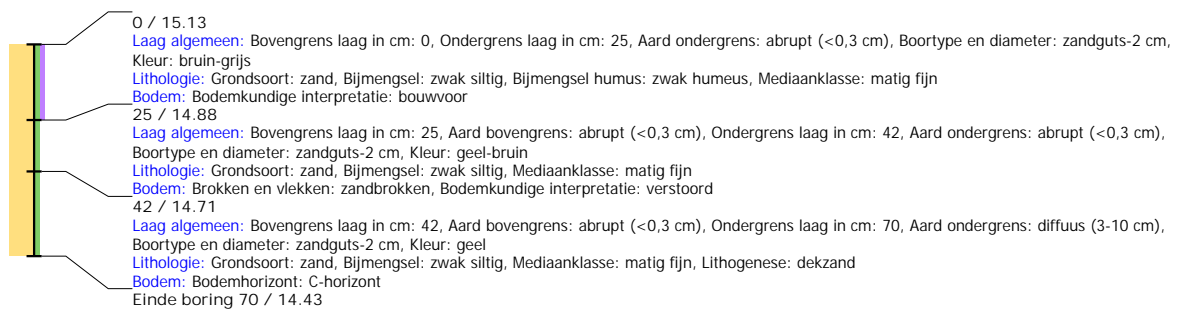 0 / 15.13
Laag algemeen: Bovengrens laag in cm: 0, Ondergrens laag in cm: 25, Aard ondergrens: abrupt (<0,3 cm), Boortype en diameter: zandguts-2 cm,
Kleur: bruin-grijs
Lithologie: Grondsoort: zand, Bijmengsel: zwak siltig, Bijmengsel humus: zwak humeus, Mediaanklasse: matig fijn
Bodem: Bodemkundige interpretatie: bouwvoor
25 / 14.88
Laag algemeen: Bovengrens laag in cm: 25, Aard bovengrens: abrupt (<0,3 cm), Ondergrens laag in cm: 42, Aard ondergrens: abrupt (<0,3 cm),
Boortype en diameter: zandguts-2 cm, Kleur: geel-bruin
Lithologie: Grondsoort: zand, Bijmengsel: zwak siltig, Mediaanklasse: matig fijn
Bodem: Brokken en vlekken: zandbrokken, Bodemkundige interpretatie: verstoord
42 / 14.71
Laag algemeen: Bovengrens laag in cm: 42, Aard bovengrens: abrupt (<0,3 cm), Ondergrens laag in cm: 70, Aard ondergrens: diffuus (3-10 cm),
Boortype en diameter: zandguts-2 cm, Kleur: geel
Lithologie: Grondsoort: zand, Bijmengsel: zwak siltig, Mediaanklasse: matig fijn, Lithogenese: dekzand
Bodem: Bodemhorizont: C-horizont
Einde boring 70 / 14.43